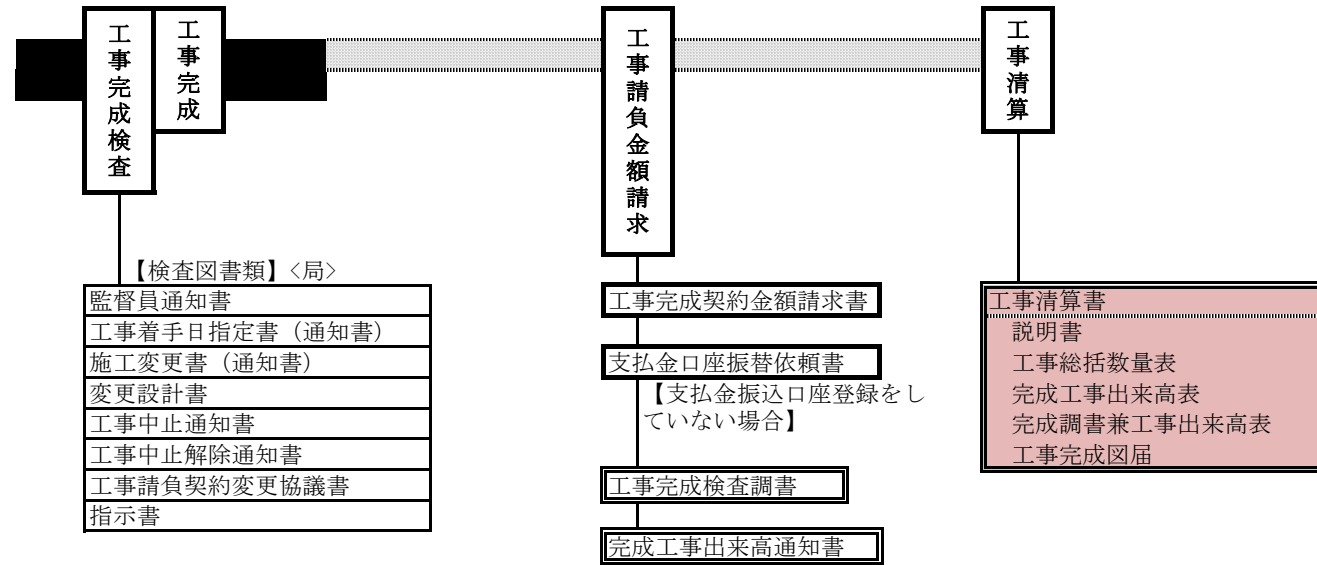 工事完成検査
工事完成
工事請負金額請求
工事清算
【検査図書類】<局>
監督員通知書
工事着手日指定書（通知書）
施工変更書（通知書）
変更設計書
工事中止通知書
工事中止解除通知書
工事請負契約変更協議書
指示書
工事完成契約金額請求書
支払金口座振替依頼書
【支払金振込口座登録をし
ていない場合】
工事完成検査調書
完成工事出来高通知書
工事清算書
説明書
工事総括数量表
完成工事出来高表
完成調書兼工事出来高表
工事完成図届